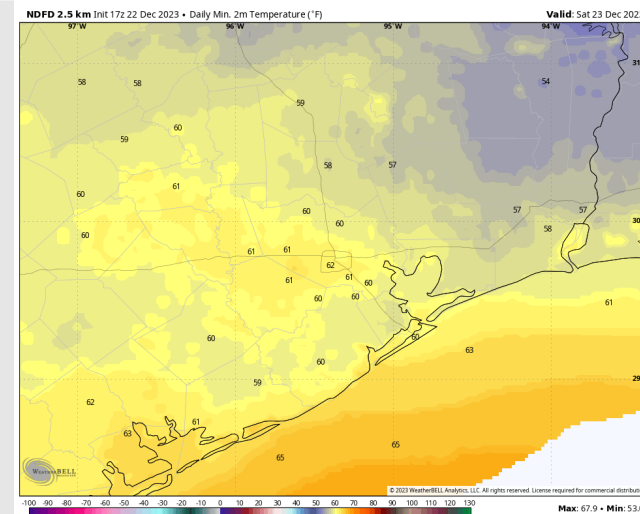 NDFD 2.5 km Init 17z 22 Dec 2023 • Daily Min. 2m Temperature (°F)
Valid: Sat 23 Dec 202
97°W 96°W 95°W 94°W
31
58 58 54
59
60
59
58 57
61
60
60 57 57
60 58
60 30
61 61
62
61 61 60
60 60
61
60 60
63
60
59 29
62
61
63
65 65
WeatherBELL
© 2023 WeatherBELL Analytics, LLC. All rights reserved. License required for commercial distributi
-100 -90 -80 -70 -60 -50 -40 -30 -20 -10 0 10 20 30 40 50 60 70 80 90 100 110 120 130
Max: 67.9 • Min: 53.